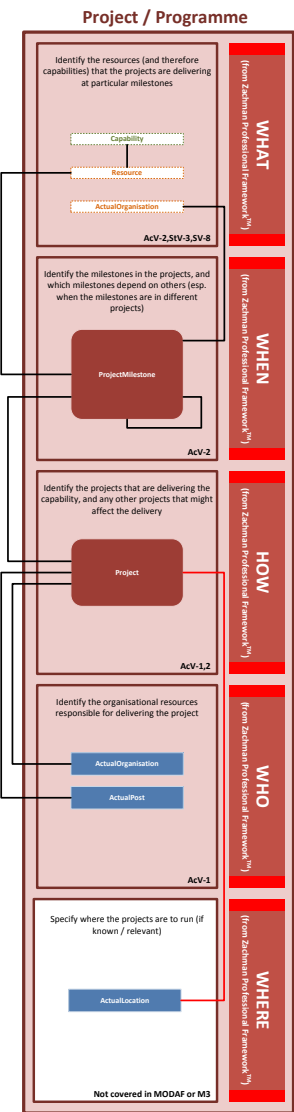 Project / Programme
Identify the resources (and therefore
capabilities) that the projects are delivering
at particular milestones
Capability
Resource
ActualOrganisation
AcV-2,StV-3,SV-8
WHAT
(from Zachman Professional Framework™)
Identify the milestones in the projects, and
which milestones depend on others (esp.
when the milestones are in different
projects)
ProjectMilestone
AcV-2
WHEN
(from Zachman Professional Framework™)
Identify the projects that are delivering the
capability, and any other projects that might
affect the delivery
Project
AcV-1,2
HOW
(from Zachman Professional Framework™)
Identify the organisational resources
responsible for delivering the project
ActualOrganisation
ActualPost
AcV-1
WHO
(from Zachman Professional Framework™)
Specify where the projects are to run (if
known / relevant)
ActualLocation
Not covered in MODAF or M3
WHERE
(from Zachman Professional Framework™)